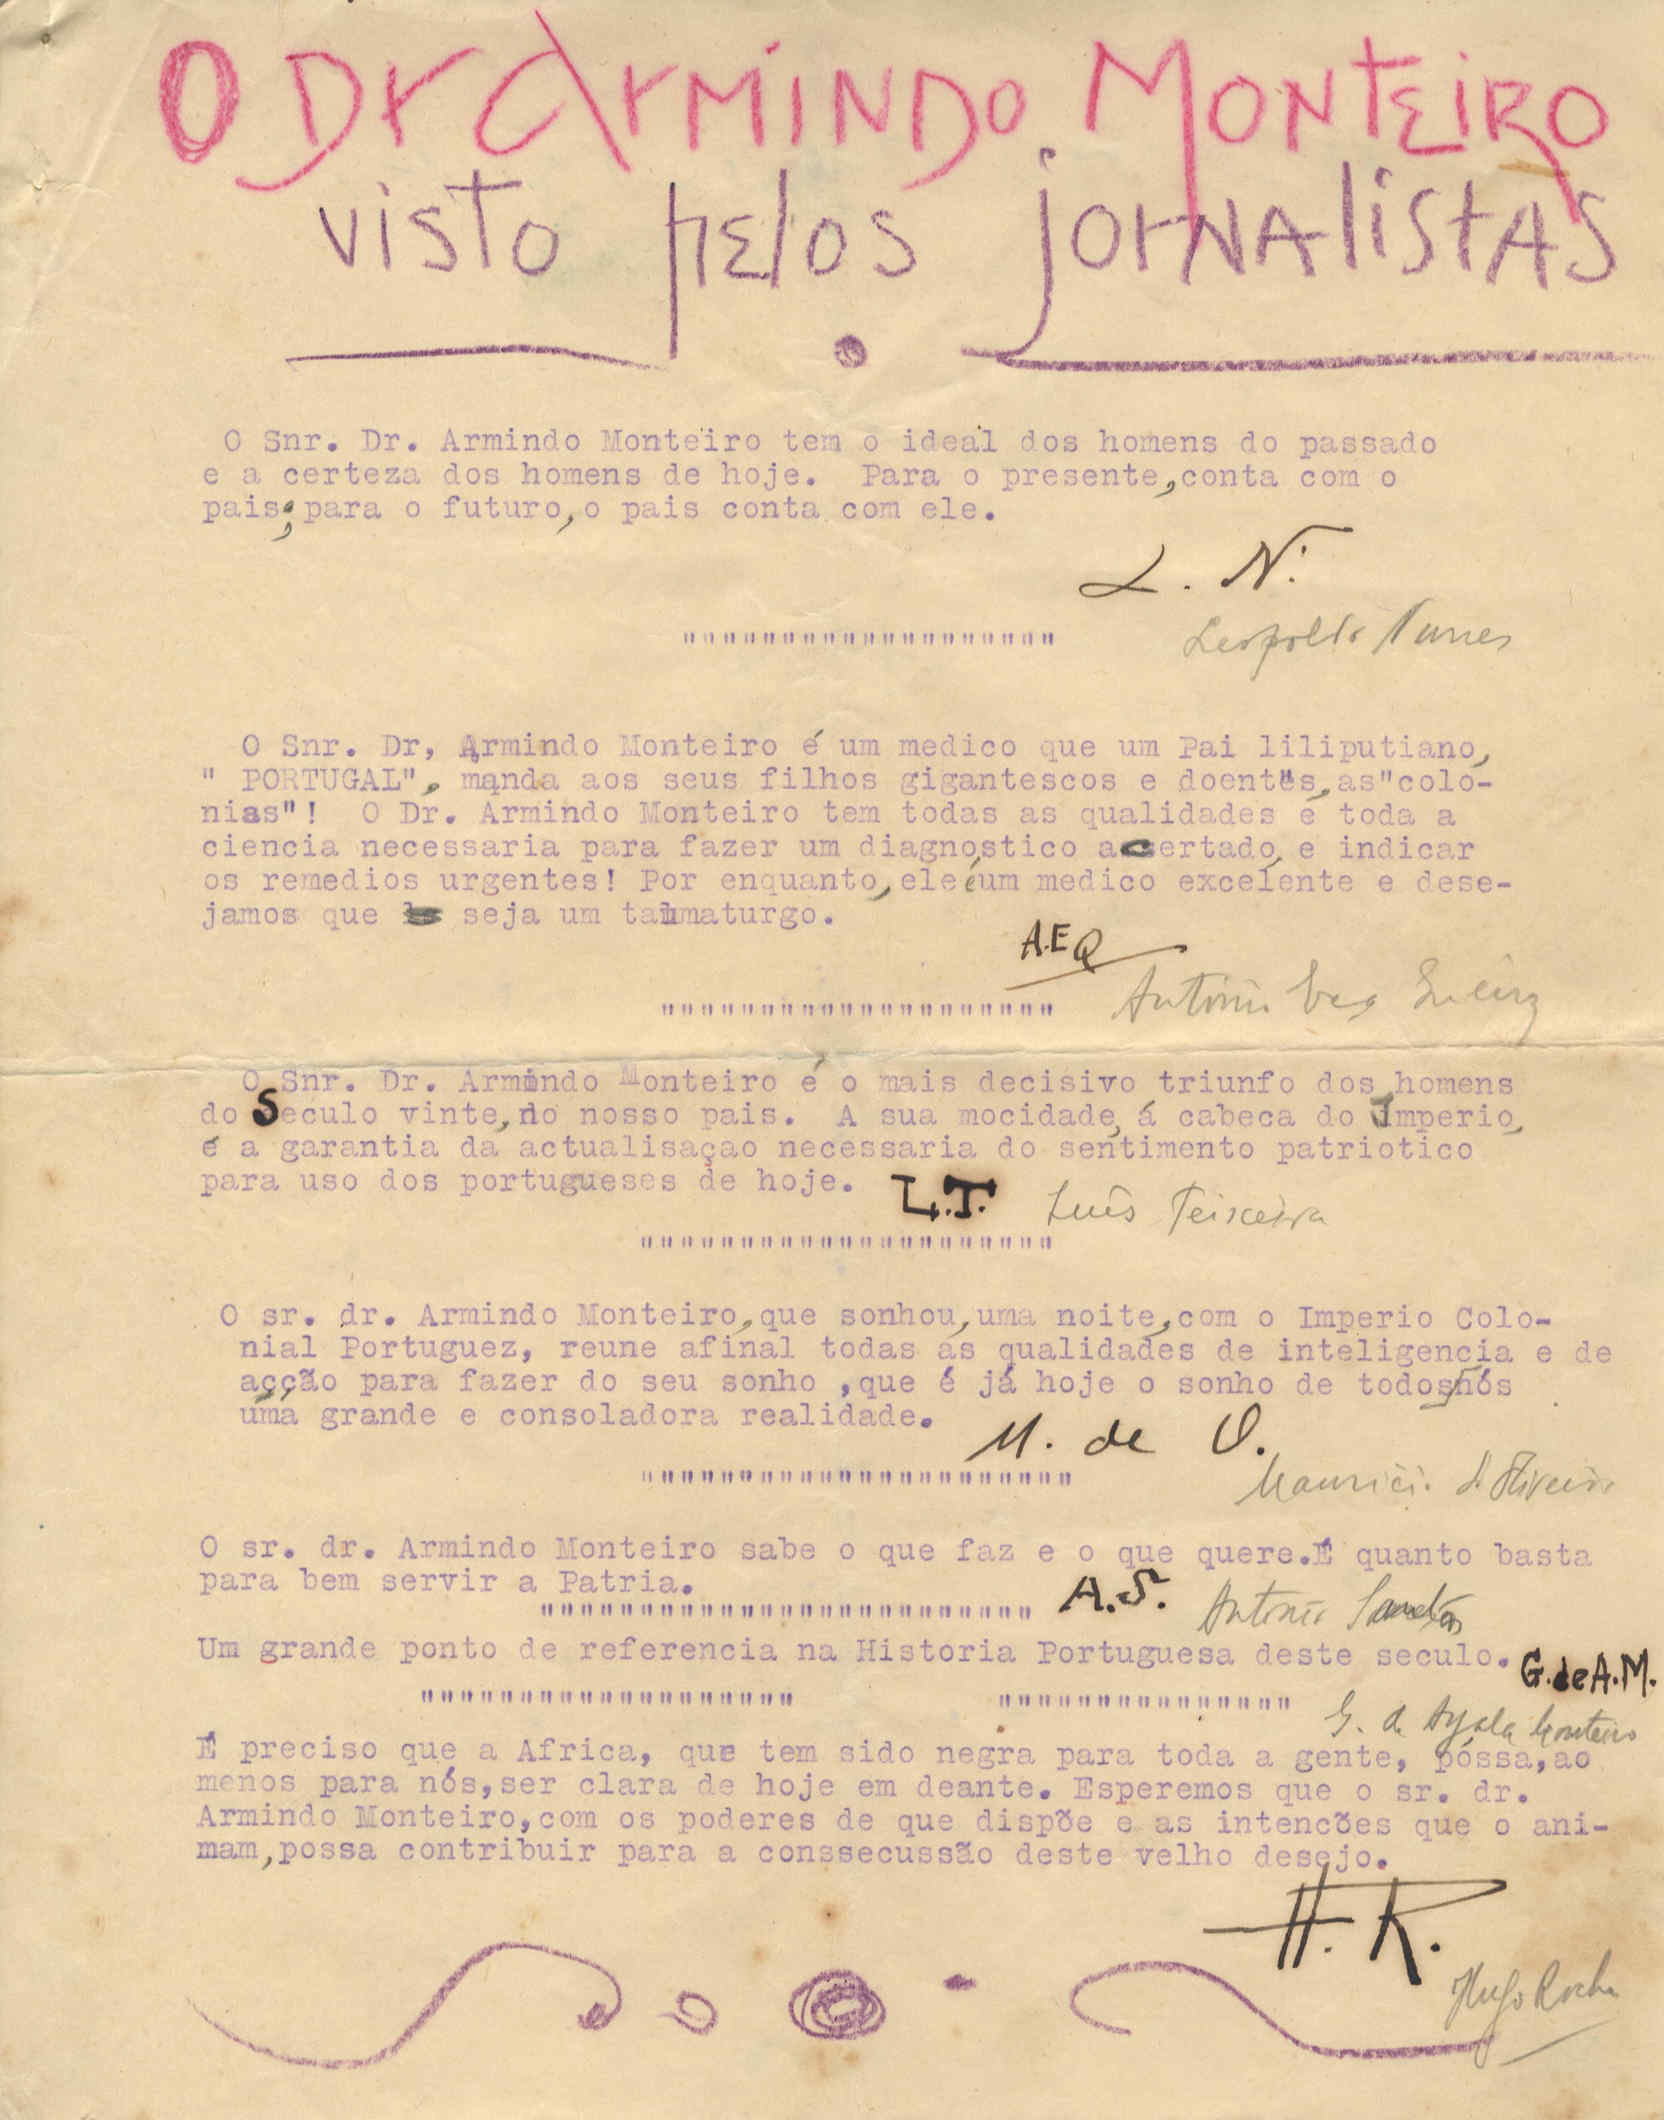 O Dr Armindo Monteiro
visto pelos jornalistas
O Snr. Dr. Armindo Monteiro tem o ideal dos homens do passado
e a certeza dos homens de hoje. Para o presente,conta com o
pais;para o futuro,o pais conta com ele.
L. N.
Leopoldo Nunes
"""""""""""""""""""
O Snr. Dr, Armindo Monteiro é um medico que um Pai liliputiano,
" PORTUGAL", manda aos seus filhos gigantescos e doentes,as"colo-
nias"! O Dr. Armindo Monteiro tem todas as qualidades e toda a
ciencia necessaria para fazer um diagnostico acertado,e indicar
os remedios urgentes! Por enquanto,ele é um medico excelente e dese-
jamos que seja um taumaturgo.
A.E.Q
Antonio Eça Queiroz
""""""""""""""""""""
O Snr. Dr. Armindo Monteiro é o mais decisivo triunfo dos homens
do Seculo vinte,no nosso pais. A sua mocidade,á cabeca do Imperio,
é a garantia da actualisaçao necessaria do sentimento patriotico
para uso dos portugueses de hoje. L.T. Luís Teixeira
"""""""""""""""""""""
O sr. dr. Armindo Monteiro,que sonhou,uma noite,com o Imperio Colo-
nial Portuguez, reune afinal todas as qualidades de inteligencia e de
acção para fazer do seu sonho ,que é já hoje o sonho de todos nós
uma grande e consoladora realidade.
M. de O.
Mauricio d'Oliveira
""""""""""""""""""""""
O sr. dr. Armindo Monteiro sabe o que faz e o que quere.É quanto basta
para bem servir a Patria.
""""""""""""""""""""""""" A.S. Antonio Santos
Um grande ponto de referencia na Historia Portuguesa deste seculo. G.deA.M.
""""""""""""""""""" """""""""""""""
G. de Ayala Monteiro
É preciso que a Africa, que tem sido negra para toda a gente, póssa,ao
menos para nós,ser clara de hoje em deante. Esperemos que o sr. dr.
Armindo Monteiro,com os poderes de que dispõe e as intencões que o ani-
mam,possa contribuir para a conssecussão deste velho desejo.
H. R.
Hugo Rocha